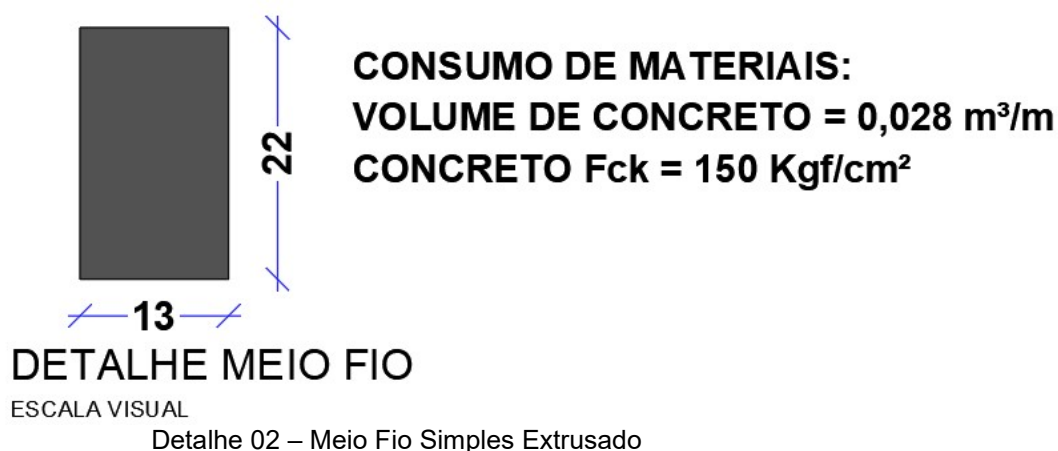 CONSUMO DE MATERIAIS:
VOLUME DE CONCRETO = 0,028 m³/m
CONCRETO Fck = 150 Kgf/cm²
22
13
DETALHE MEIO FIO
ESCALA VISUAL
Detalhe 02 – Meio Fio Simples Extrusado